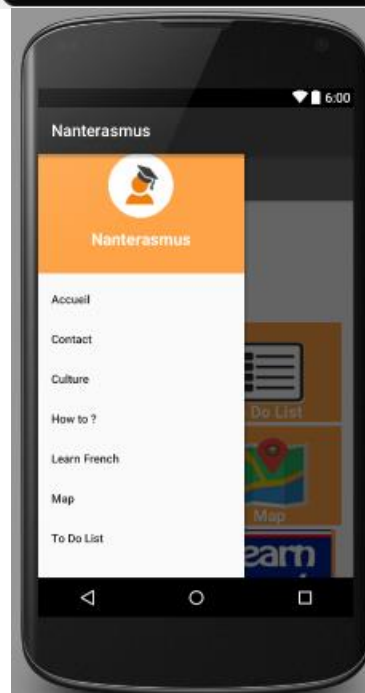 6:00
Nanterasmus
Nanterasmus
Accueil
Contact
Culture
How to ?
Learn French
Map
To Do List
Do List
Map
earn